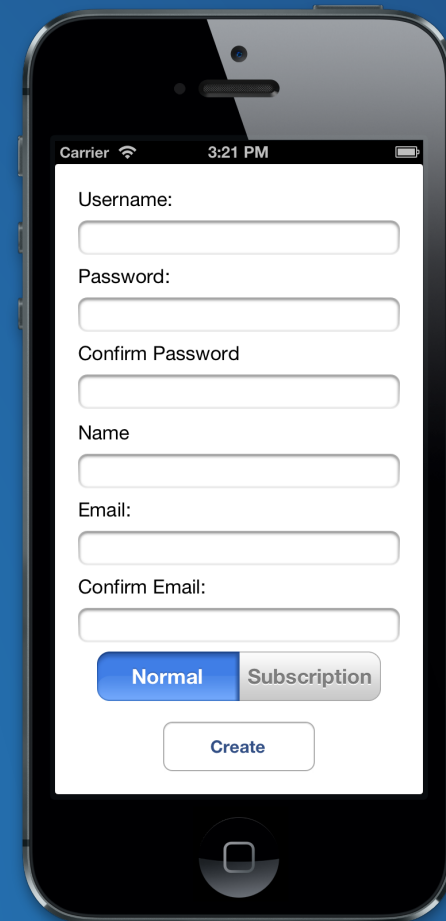 Carrier 3:21 PM
Username:
Password:
Confirm Password
Name
Email:
Confirm Email:
Normal Subscription
Create